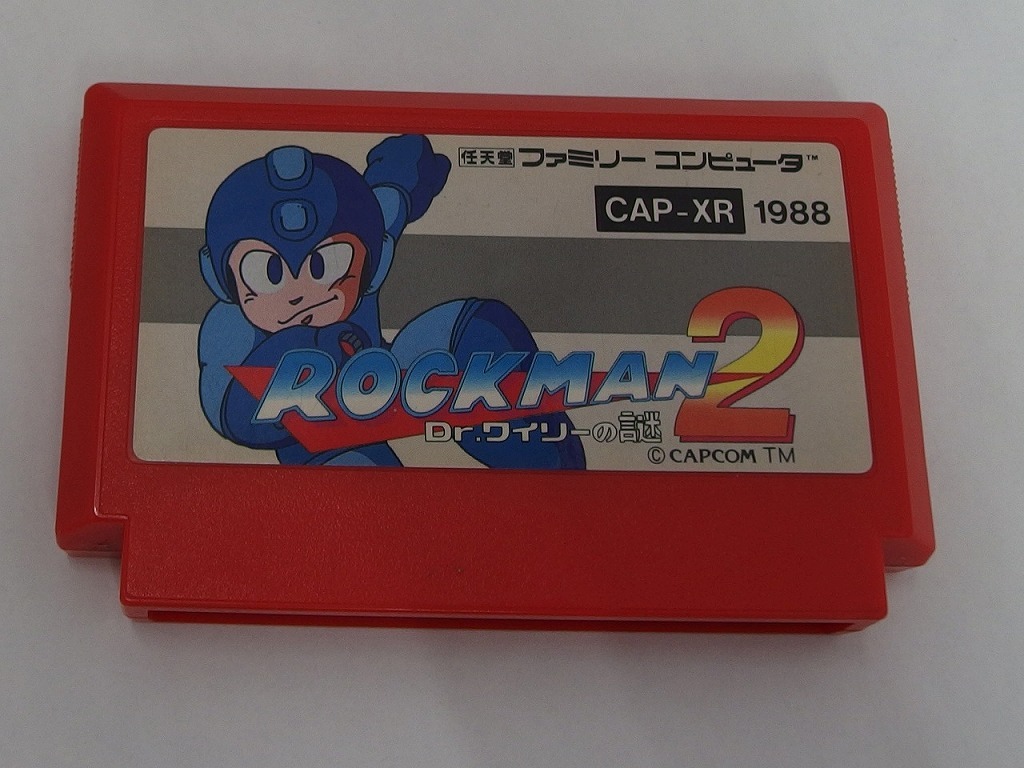 任天堂 ファミリー コンピュータ™
CAP-XR 1988
ROCKMAN 2
Dr.ワイリーの謎
© CAPCOM TM